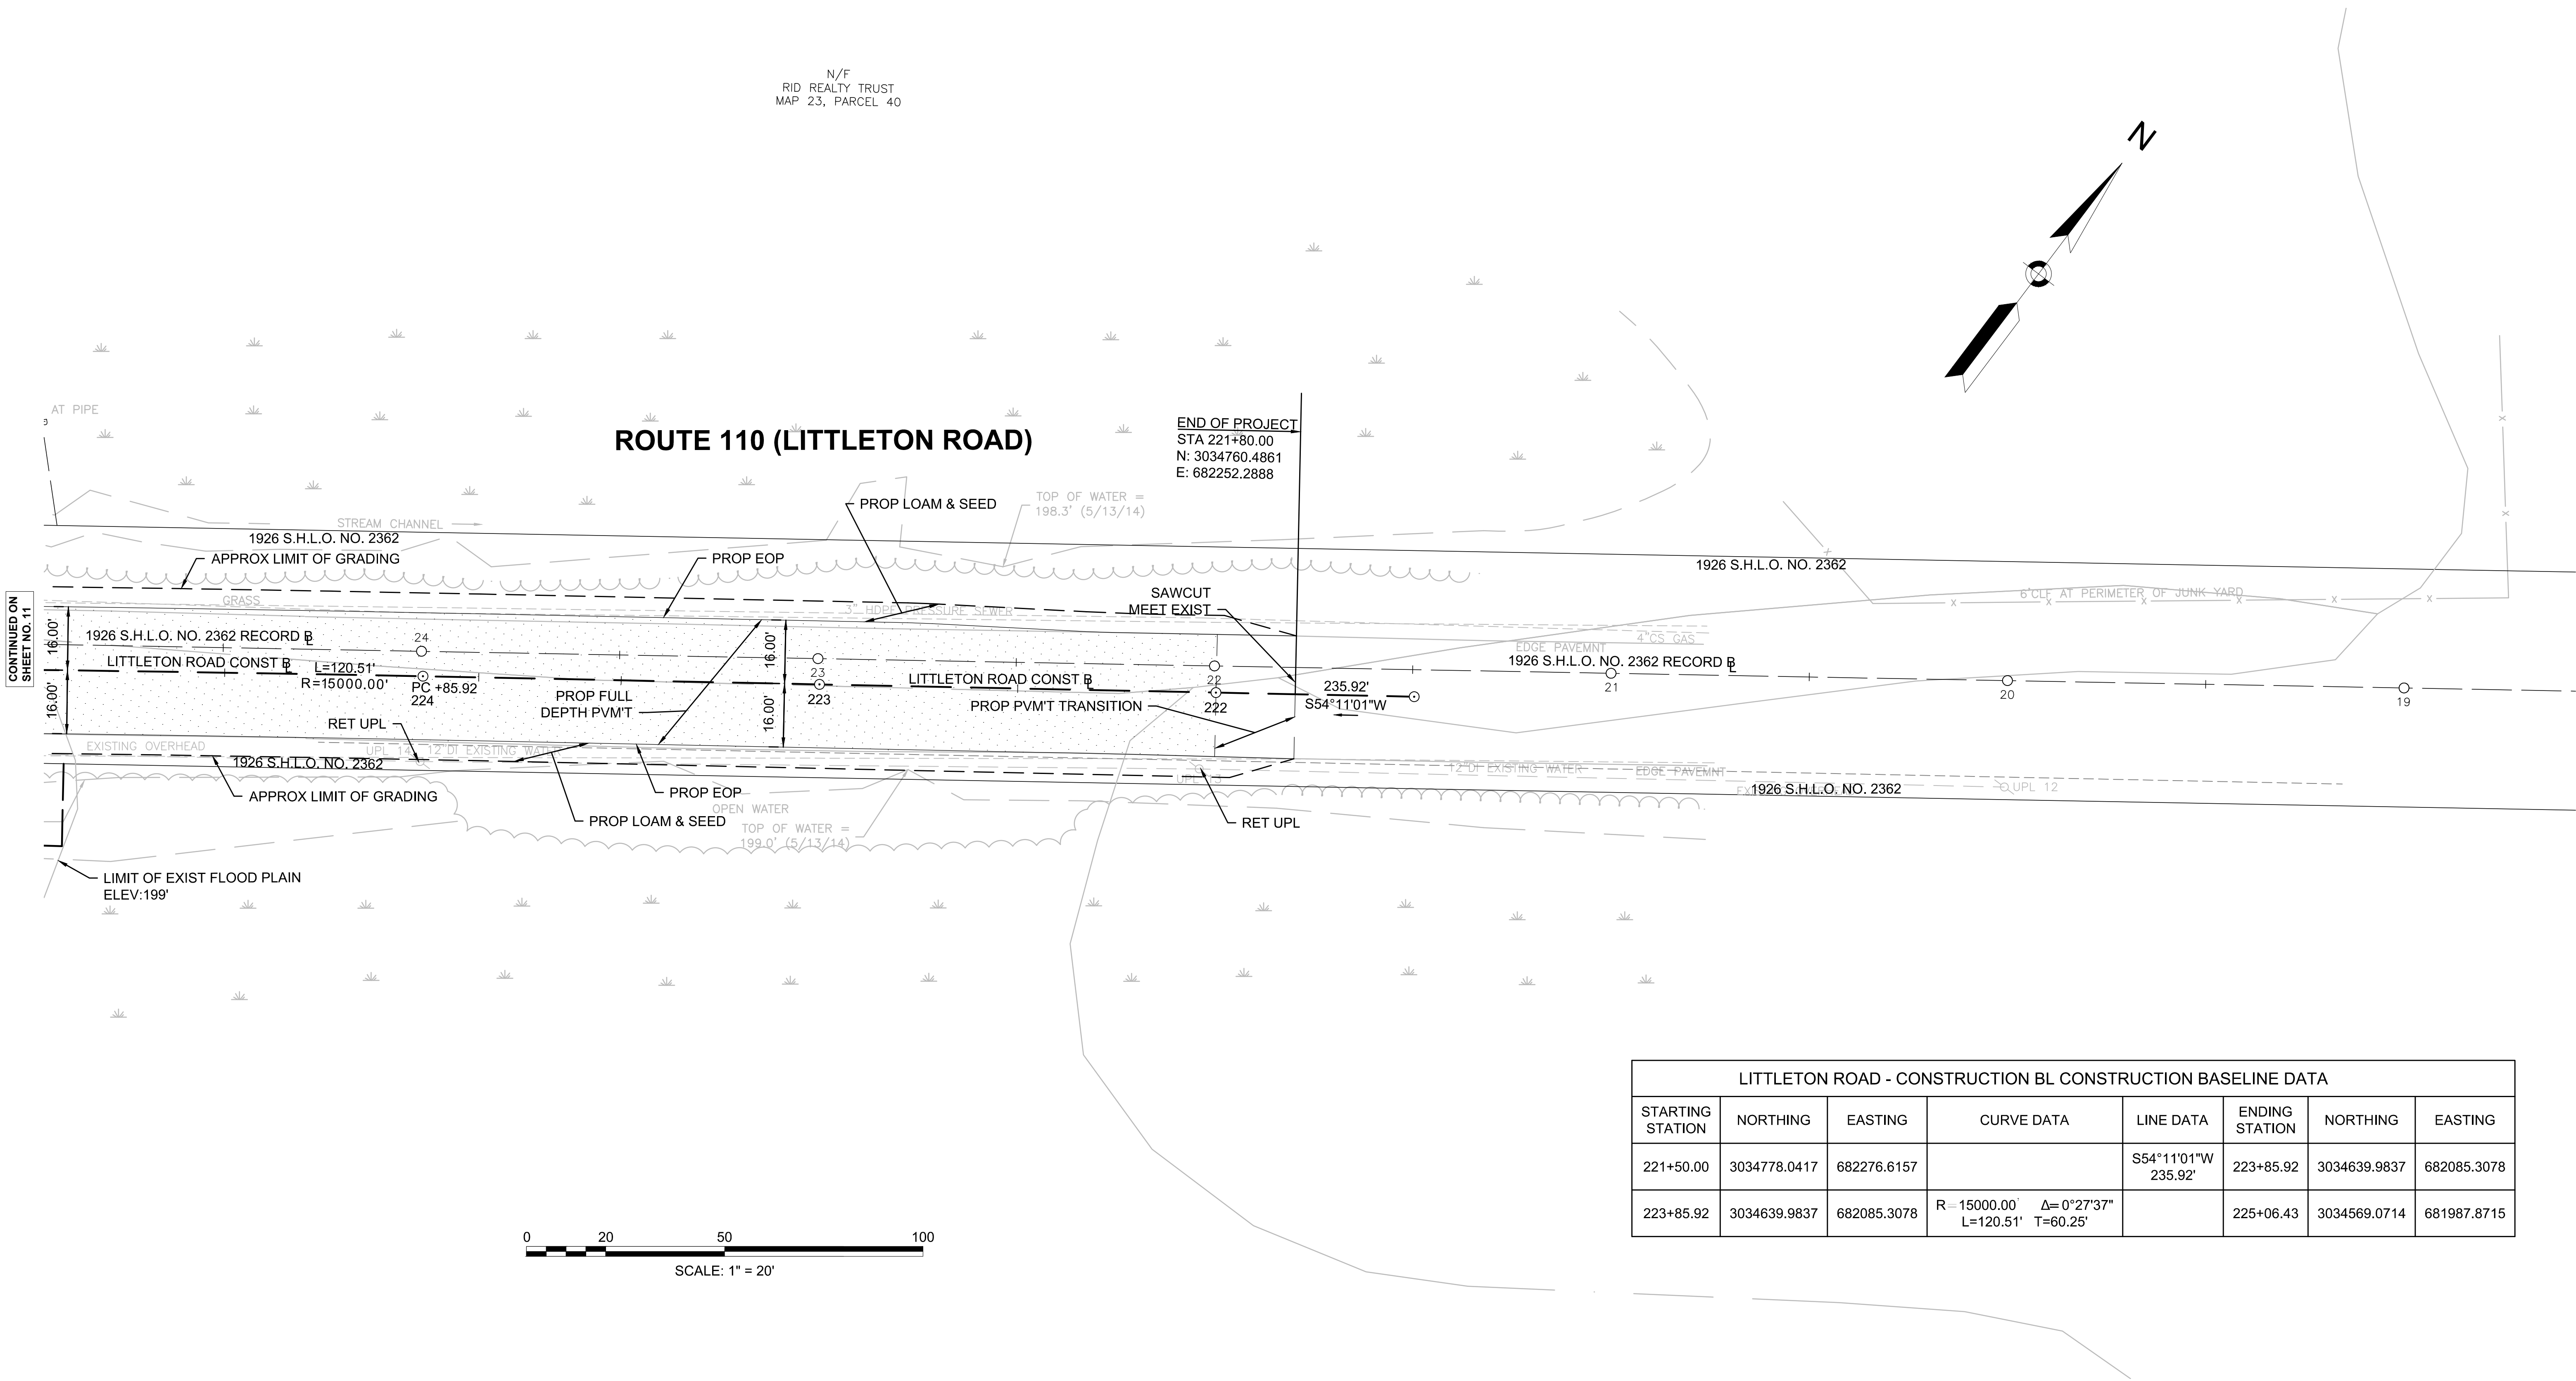 N/F
RID REALTY TRUST
MAP 23, PARCEL 40
N
AT PIPE
ROUTE 110 (LITTLETON ROAD)
END OF PROJECT
STA 221+80.00
N: 3034760.4861
E: 682252.2888
PROP LOAM & SEED
TOP OF WATER =
198.3' (5/13/14)
STREAM CHANNEL
1926 S.H.L.O. NO. 2362
APPROX LIMIT OF GRADING
PROP EOP
1926 S.H.L.O. NO. 2362
SAWCUT
MEET EXIST
6'CLF AT PERIMETER OF JUNK YARD
GRASS
3" HDPE PRESSURE SEWER
CONTINUED ON
SHEET NO. 11
16.00'
1926 S.H.L.O. NO. 2362 RECORD BL
24
16.00'
4"CS GAS
EDGE PAVEMNT
1926 S.H.L.O. NO. 2362 RECORD BL
LITTLETON ROAD CONST BL
L=120.51'
R=15000.00'
PC +85.92
224
23
223
LITTLETON ROAD CONST BL
22
222
235.92'
S54°11'01"W
21
20
19
16.00'
PROP FULL
DEPTH PVM'T
16.00'
PROP PVM'T TRANSITION
RET UPL
EXISTING OVERHEAD
UPL 14
12"DI EXISTING WATER
1926 S.H.L.O. NO. 2362
12"DI EXISTING WATER
EDGE PAVEMNT
UPL 13
UPL 12
1926 S.H.L.O. NO. 2362
APPROX LIMIT OF GRADING
PROP EOP
OPEN WATER
PROP LOAM & SEED
TOP OF WATER =
199.0' (5/13/14)
RET UPL
LIMIT OF EXIST FLOOD PLAIN
ELEV:199'
LITTLETON ROAD - CONSTRUCTION BL CONSTRUCTION BASELINE DATA
STARTING STATION NORTHING EASTING CURVE DATA LINE DATA ENDING STATION NORTHING EASTING
221+50.00 3034778.0417 682276.6157 S54°11'01"W 235.92' 223+85.92 3034639.9837 682085.3078
223+85.92 3034639.9837 682085.3078 R=15000.00' Δ=0°27'37" L=120.51' T=60.25' 225+06.43 3034569.0714 681987.8715
0 20 50 100
SCALE: 1" = 20'